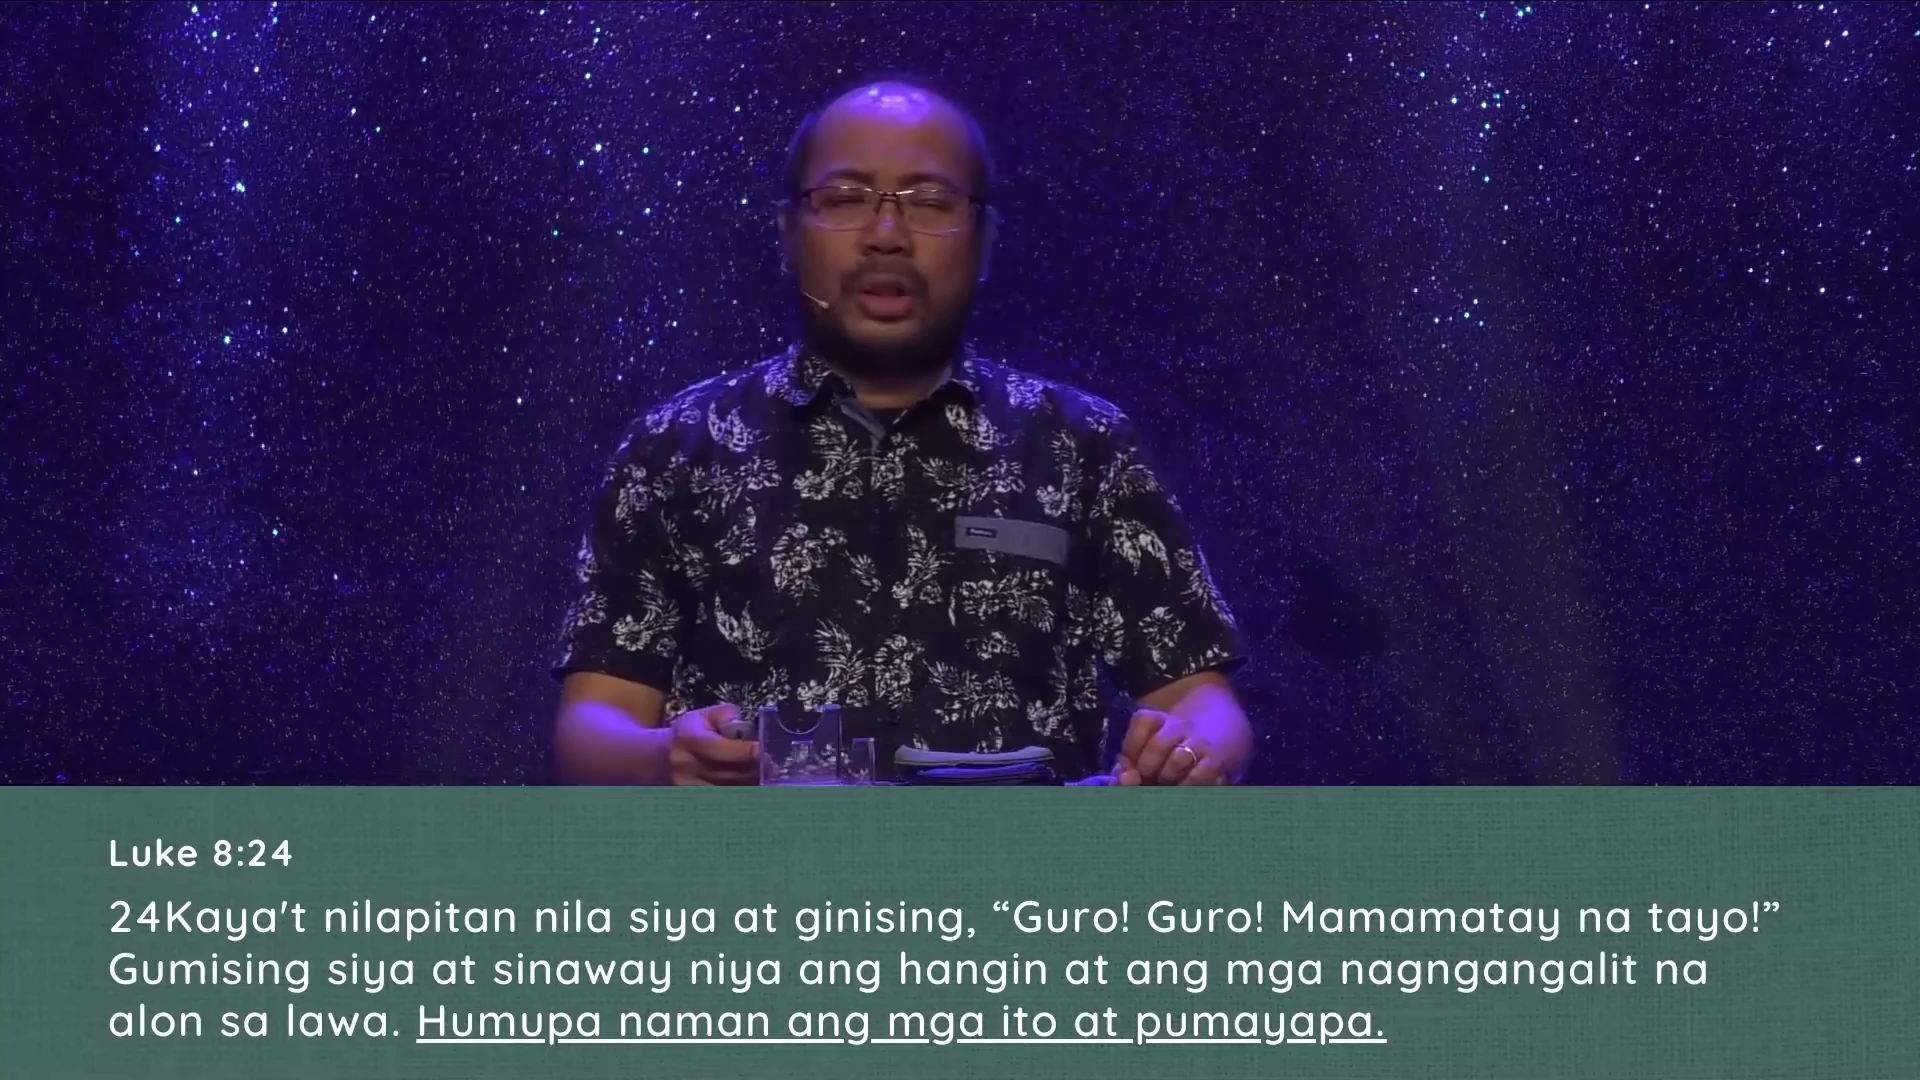 Luke 8:24
24Kaya't nilapitan nila siya at ginising, “Guro! Guro! Mamamatay na tayo!”
Gumising siya at sinaway niya ang hangin at ang mga nagngangalit na
alon sa lawa. Humupa naman ang mga ito at pumayapa.